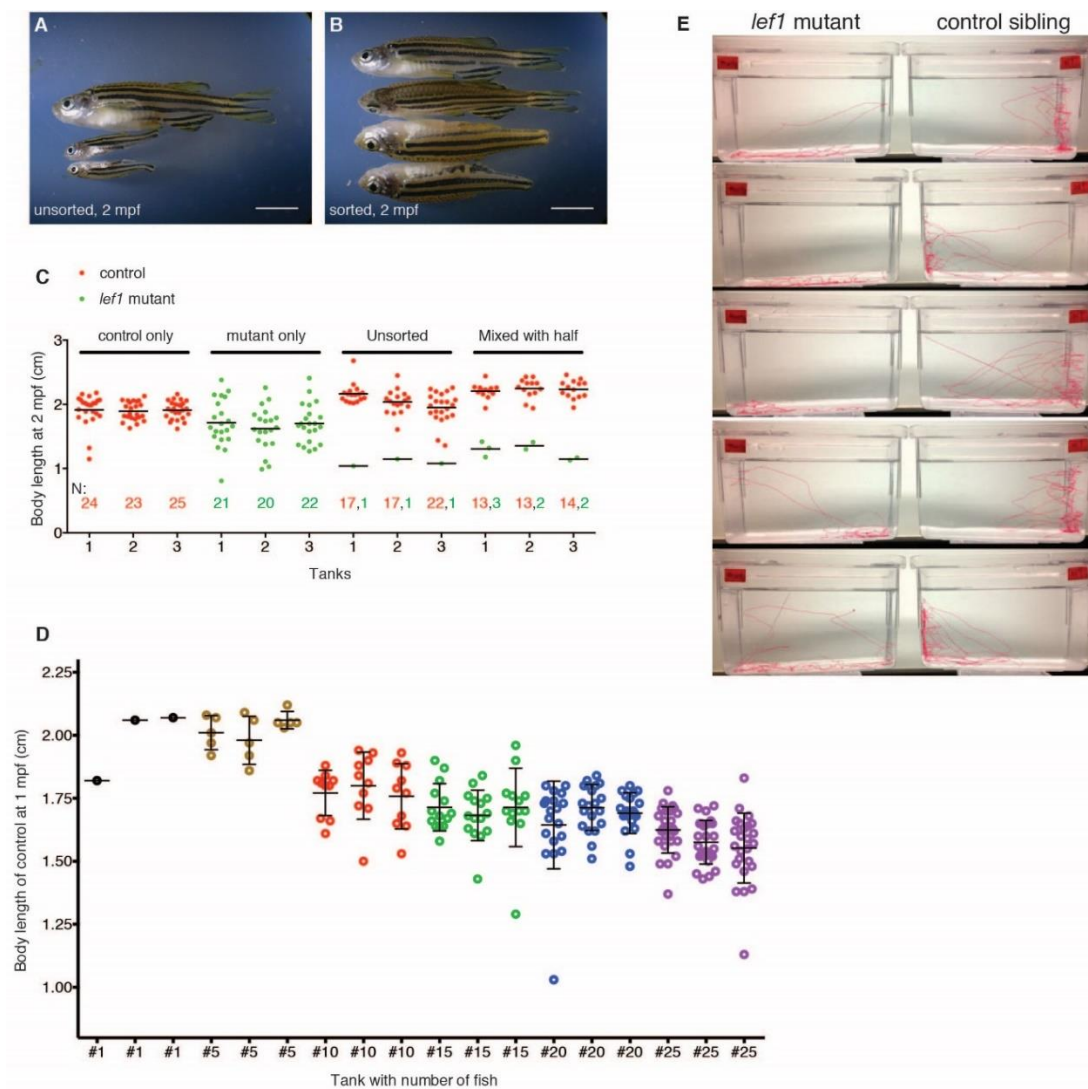 A
B
unsorted, 2 mpf
sorted, 2 mpf
E
lef1 mutant control sibling
C
control
lef1 mutant
control only mutant only Unsorted Mixed with half
Body length at 2 mpf (cm)
3
2
1
0
N:
24 23 25 21 20 22 17,1 17,1 22,1 13,3 13,2 14,2
1 2 3 1 2 3 1 2 3 1 2 3
Tanks
D
Body length of control at 1 mpf (cm)
2.25
2.00
1.75
1.50
1.25
1.00
#1 #1 #1 #5 #5 #5 #10 #10 #10 #15 #15 #15 #20 #20 #20 #25 #25 #25
Tank with number of fish